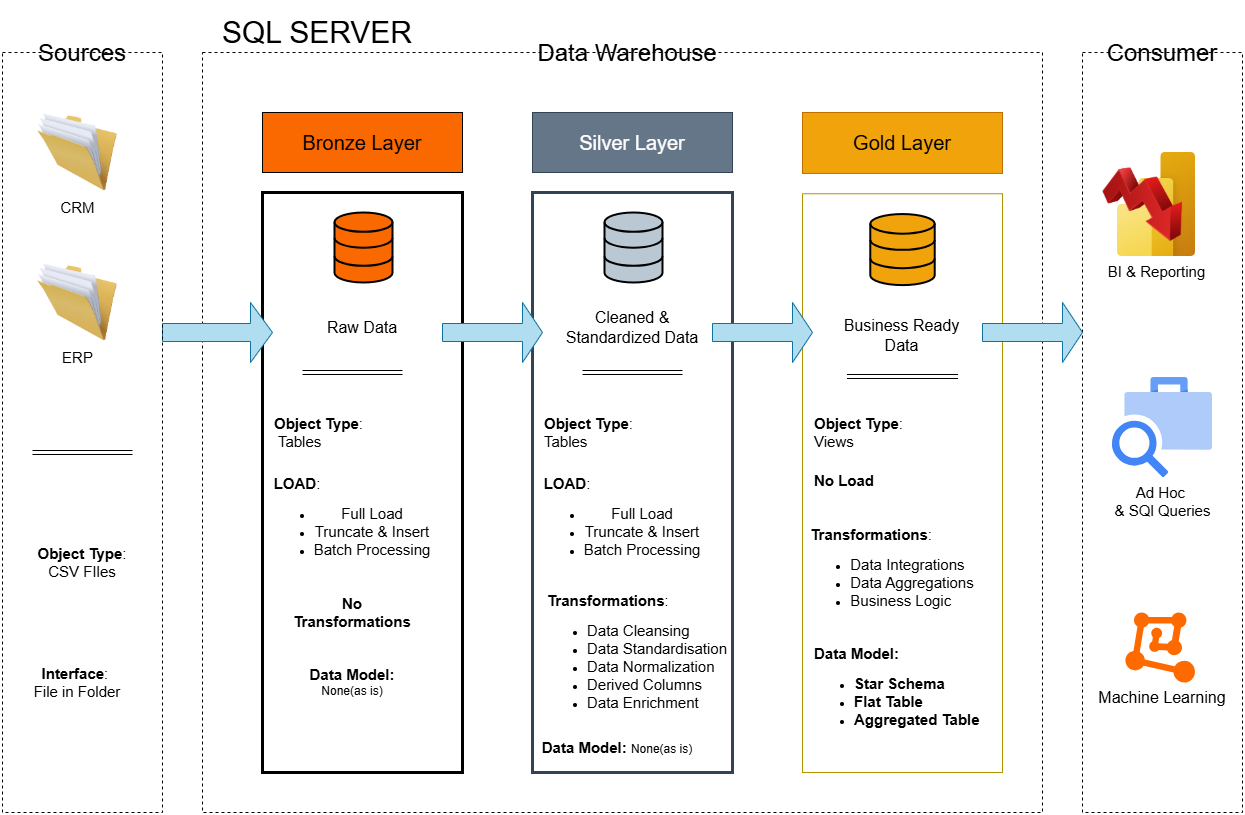 SQL SERVER
Sources
CRM
ERP
Object Type:
CSV FIles
Interface:
File in Folder
Data Warehouse
Bronze Layer
Raw Data
Object Type:
Tables
LOAD:
Full Load
Truncate & Insert
Batch Processing
No
Transformations
Data Model:
None(as is)
Silver Layer
Cleaned &
Standardized Data
Object Type:
Tables
LOAD:
Full Load
Truncate & Insert
Batch Processing
Transformations:
Data Cleansing
Data Standardisation
Data Normalization
Derived Columns
Data Enrichment
Data Model: None(as is)
Gold Layer
Business Ready
Data
Object Type:
Views
No Load
Transformations:
Data Integrations
Data Aggregations
Business Logic
Data Model:
Star Schema
Flat Table
Aggregated Table
Consumer
BI & Reporting
Ad Hoc
& SQl Queries
Machine Learning